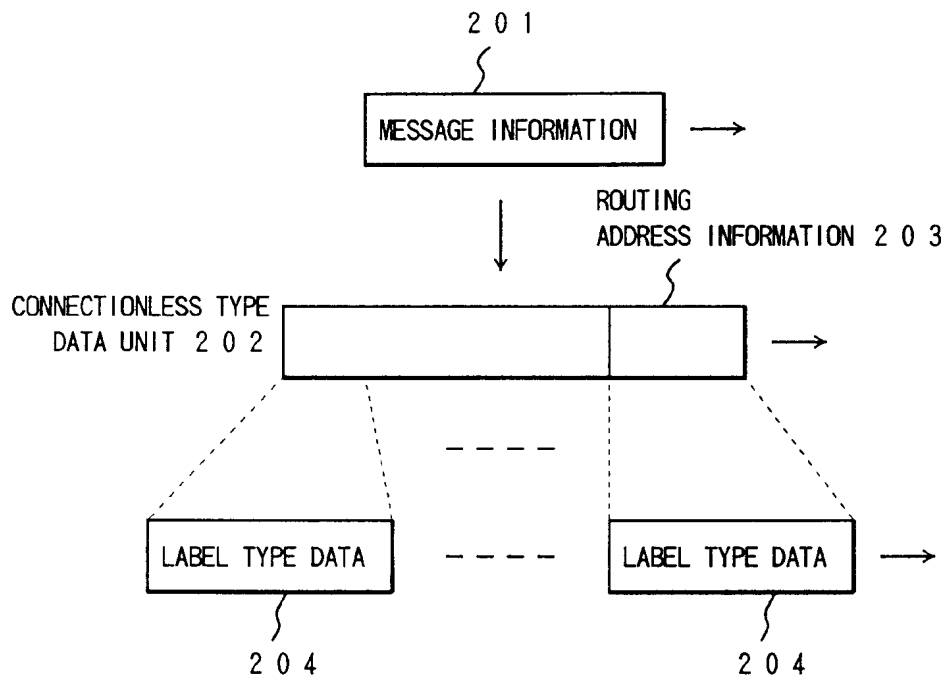 2 0 1
MESSAGE INFORMATION
ROUTING
ADDRESS INFORMATION 2 0 3
CONNECTIONLESS TYPE
DATA UNIT 2 0 2
LABEL TYPE DATA
LABEL TYPE DATA
2 0 4
2 0 4